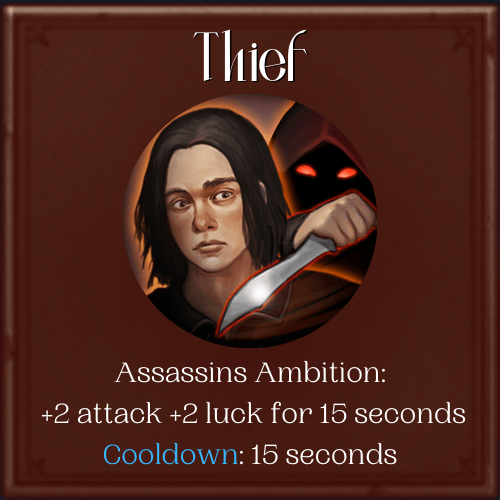 Thief
Assassins Ambition:
+2 attack +2 luck for 15 seconds
Cooldown: 15 seconds